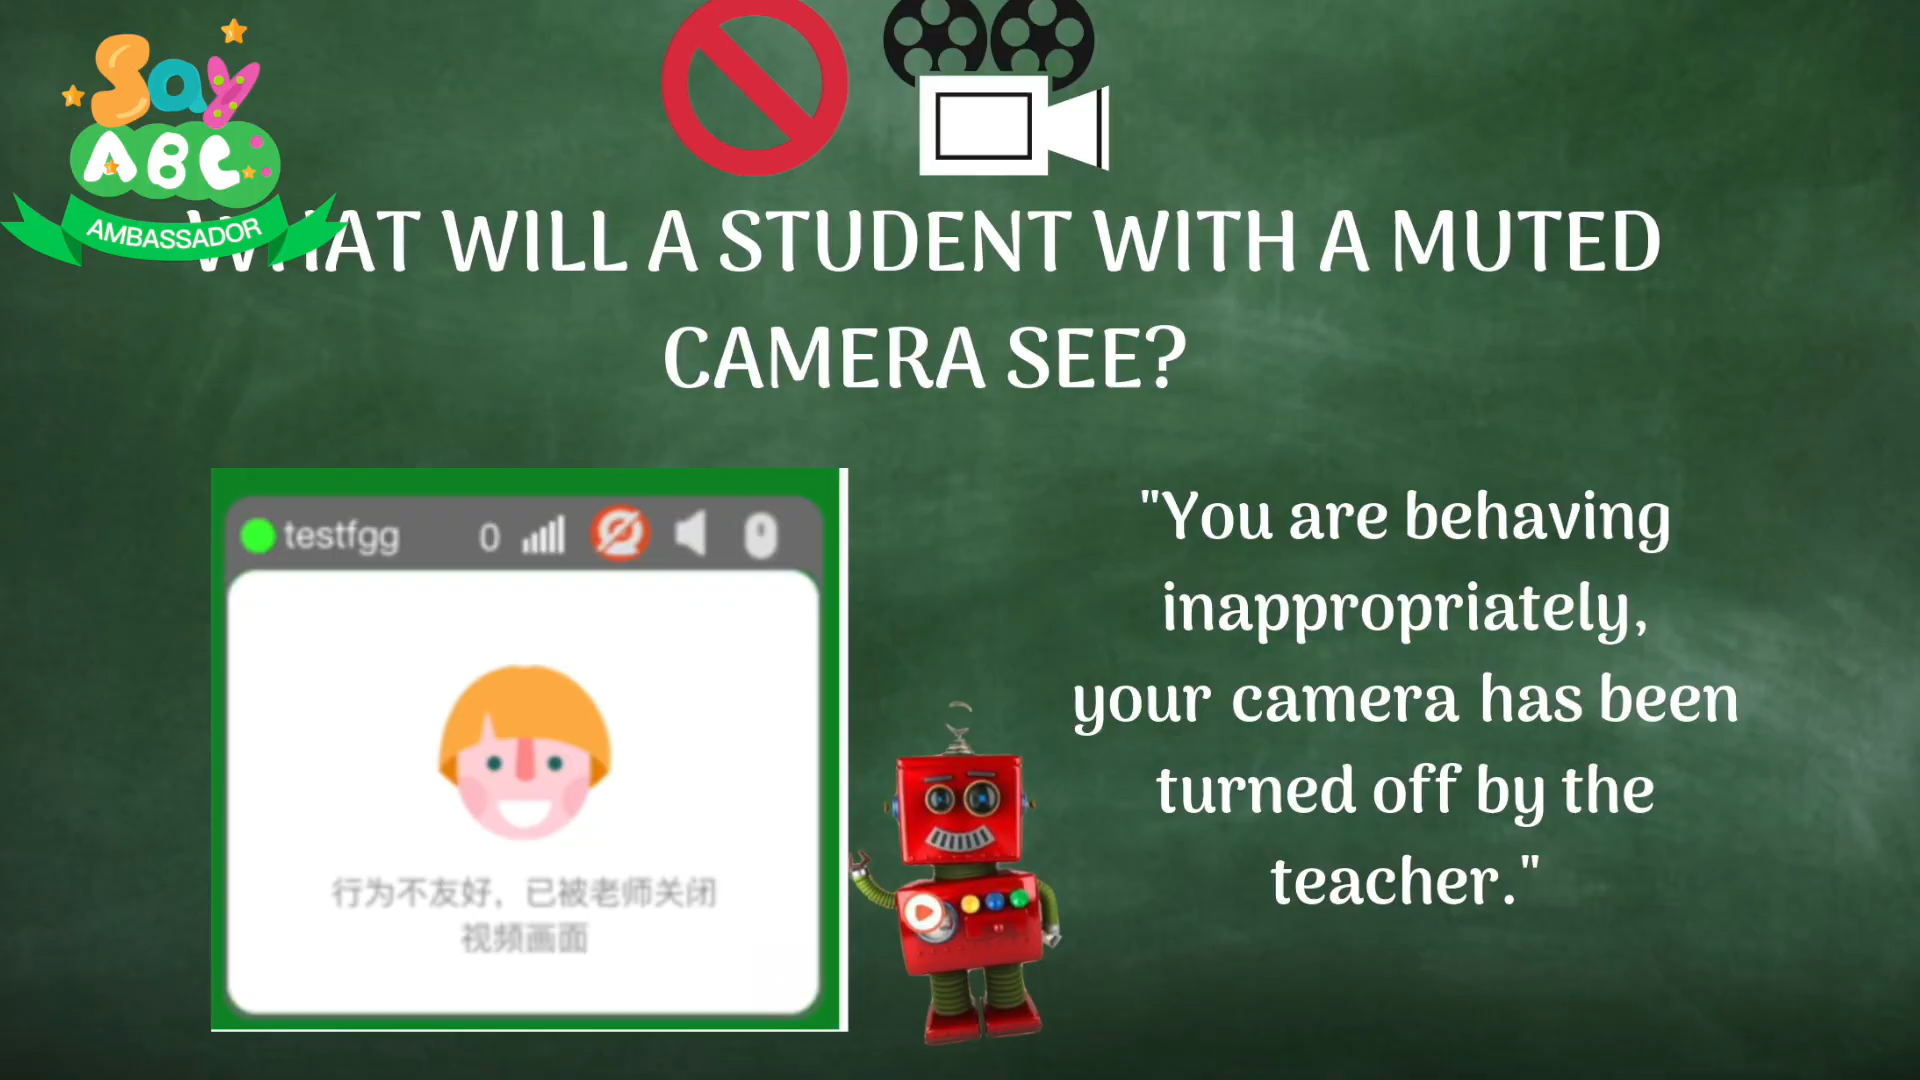 Say
ABC
AMBASSADOR
WHAT WILL A STUDENT WITH A MUTED
CAMERA SEE?
testfgg 0
行为不友好，已被老师关闭
视频画面
"You are behaving
inappropriately,
your camera has been
turned off by the
teacher."